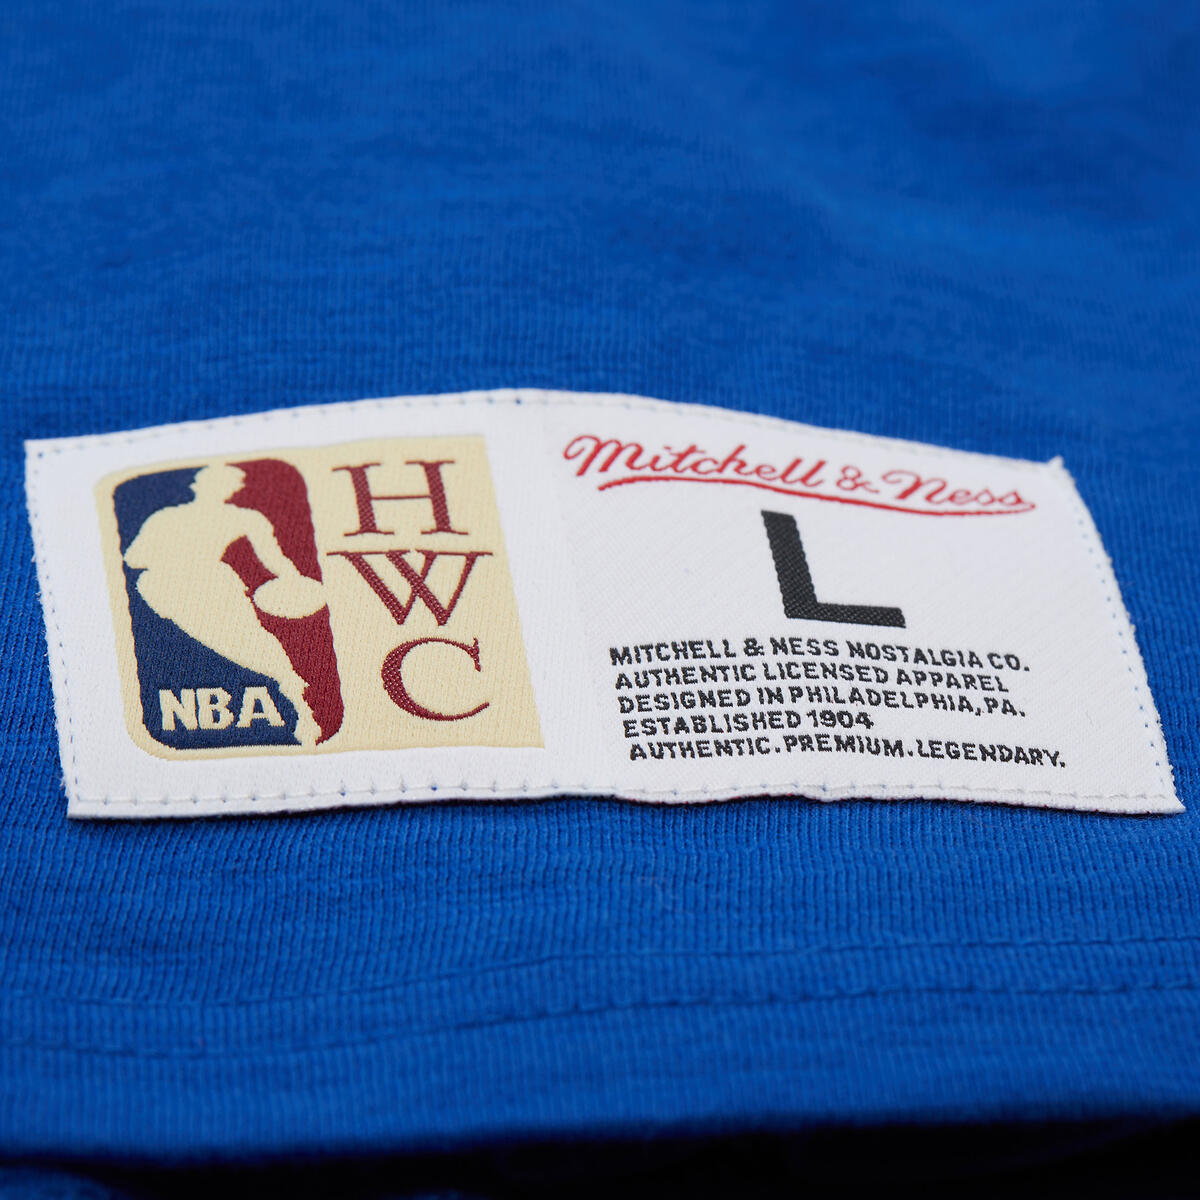 NBA
H
W
C
Mitchell & Ness
L
MITCHELL & NESS NOSTALGIA CO.
AUTHENTIC LICENSED APPAREL
DESIGNED IN PHILADELPHIA, PA.
ESTABLISHED 1904
AUTHENTIC. PREMIUM. LEGENDARY.